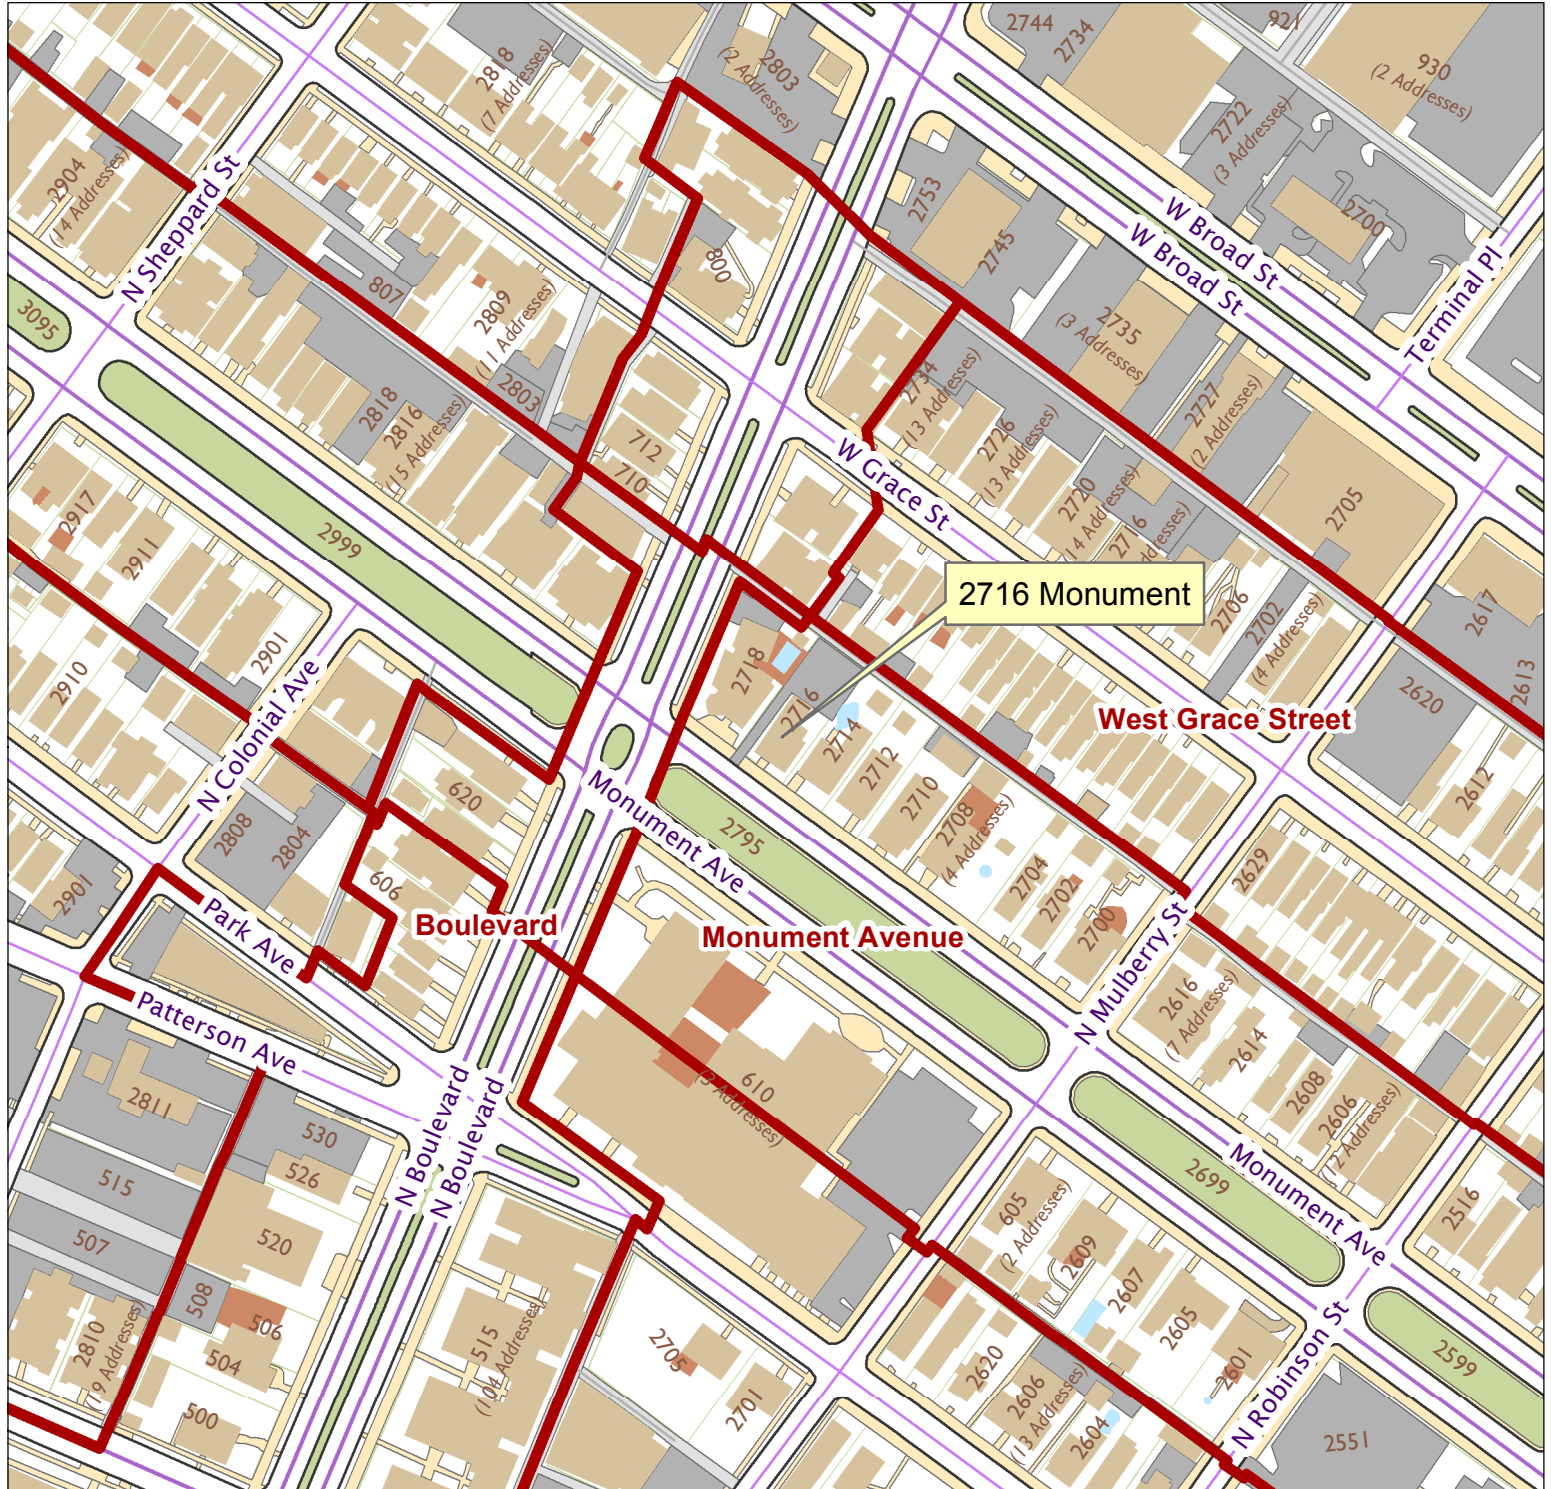 2744
2734
921
930
(2 Addresses)
2818
(7 Addresses)
2803
(2 Addresses)
2722
(3 Addresses)
2904
(14 Addresses)
N Sheppard St
2753
2745
W Broad St
W Broad St
2700
Terminal Pl
800
807
2809
(11 Addresses)
3095
2803
2735
(3 Addresses)
2734
(13 Addresses)
2727
(2 Addresses)
2818
2816
(15 Addresses)
712
710
W Grace St
2726
(13 Addresses)
2720
(14 Addresses)
2716
2705
2917
2911
2999
2716 Monument
2706
2702
(4 Addresses)
2617
2613
2901
2910
N Colonial Ave
2718
2716
2714
2712
2710
2708
(4 Addresses)
West Grace Street
2620
2612
620
Monument Ave
2795
2704
2702
2700
2629
2808
2804
606
2901
Park Ave
Boulevard
Monument Avenue
N Mulberry St
2616
(7 Addresses)
2614
2608
2606
(2 Addresses)
Patterson Ave
2811
530
526
515
507
520
508
506
504
500
2810
(19 Addresses)
N Boulevard
N Boulevard
610
(3 Addresses)
2699
Monument Ave
2516
605
(2 Addresses)
2609
2607
2605
2601
N Robinson St
2599
515
(104 Addresses)
2705
2701
2620
2606
(13 Addresses)
2604
2551